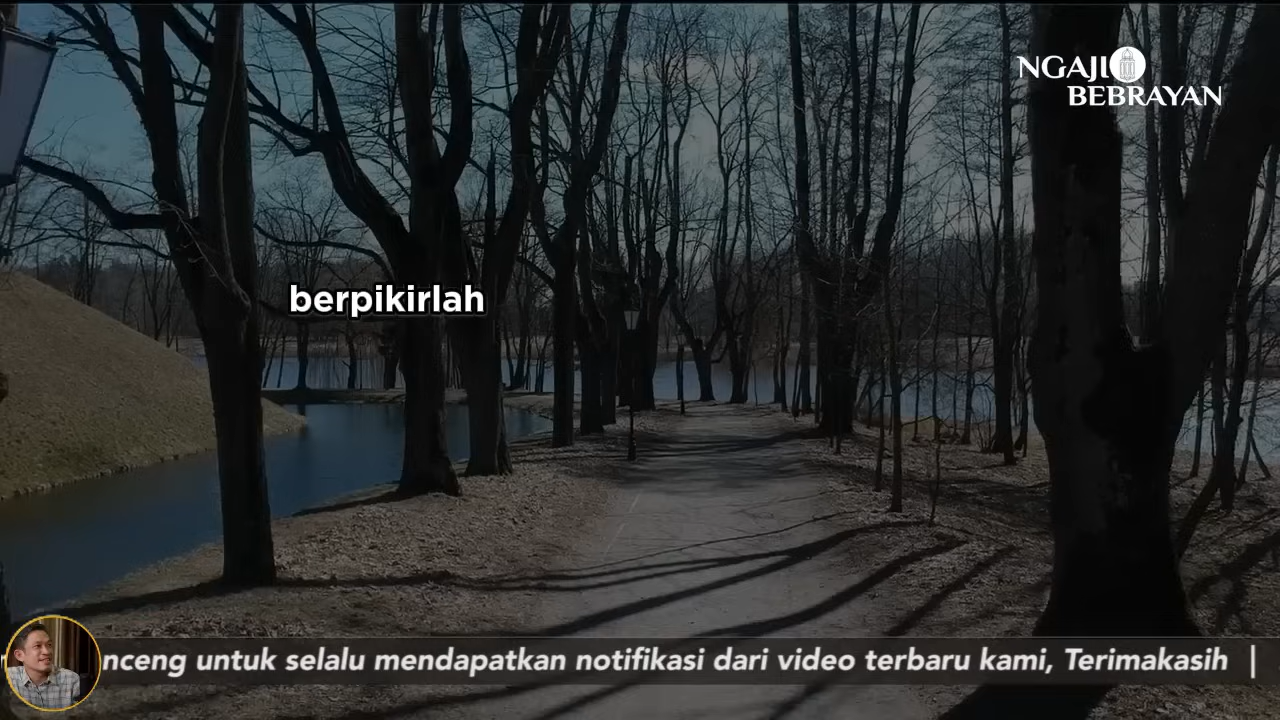 NGAJI
BEBRAYAN
berpikirlah
nceng untuk selalu mendapatkan notifikasi dari video terbaru kami, Terimakasih |